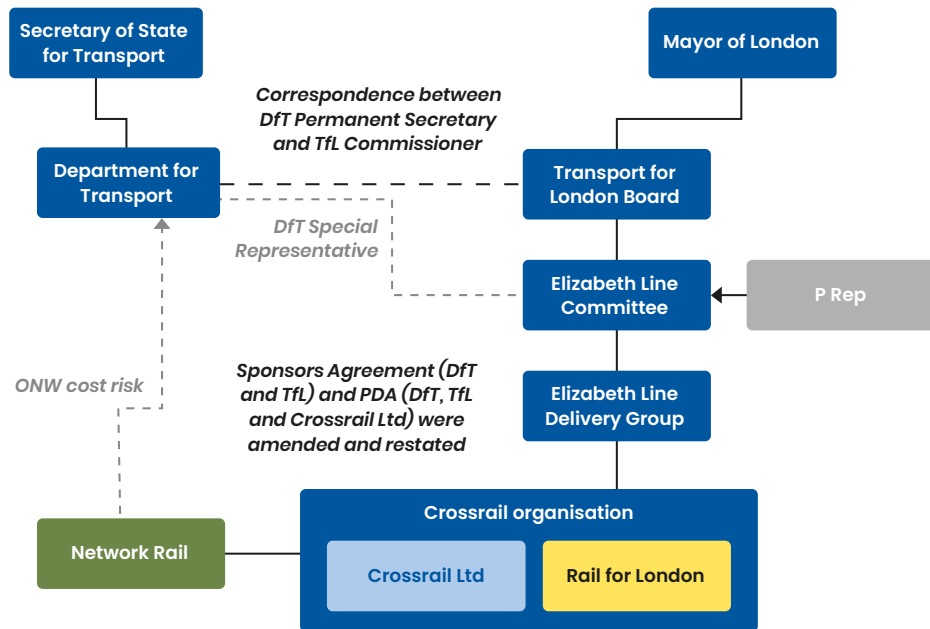 Secretary of State
for Transport
Mayor of London
Correspondence between
DfT Permanent Secretary
and TfL Commissioner
Department for
Transport
Transport for
London Board
DfT Special
Representative
Elizabeth Line
Committee
P Rep
ONW cost risk
Sponsors Agreement (DfT
and TfL) and PDA (DfT, TfL
and Crossrail Ltd) were
amended and restated
Elizabeth Line
Delivery Group
Crossrail organisation
Network Rail
Crossrail Ltd
Rail for London